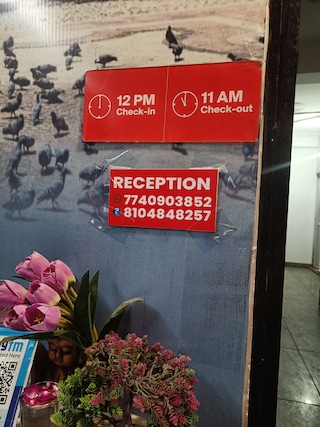 12 PM
Check-in
11 AM
Check-out
RECEPTION
7740903852
8104848257